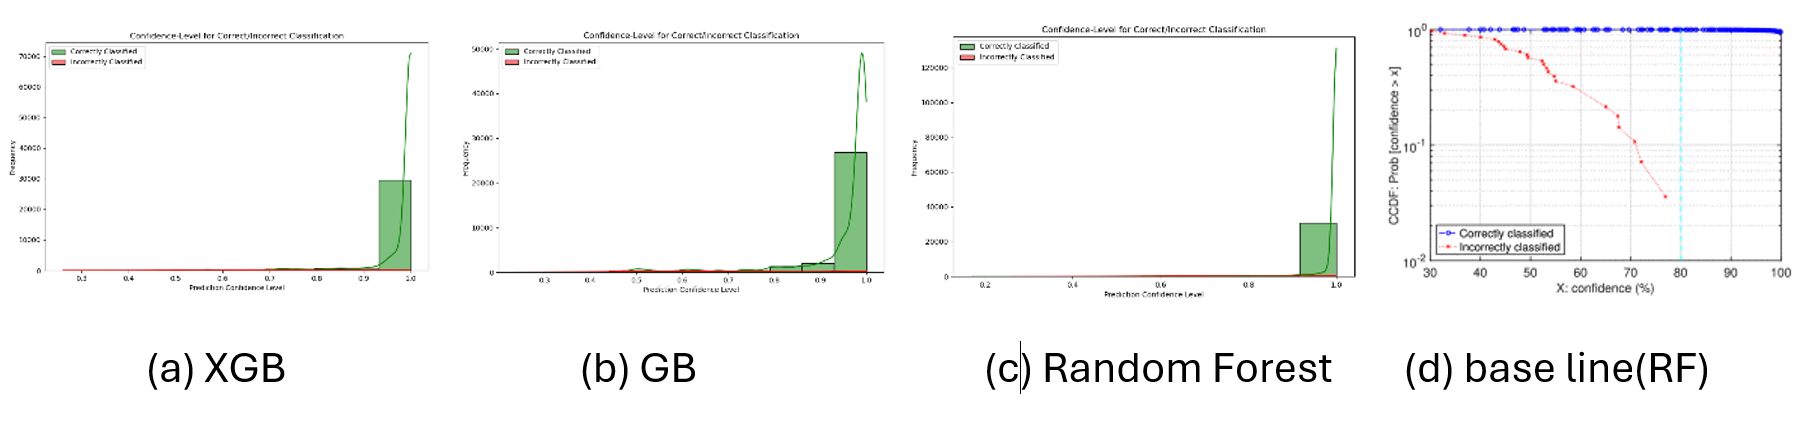 Confidence-Level for Correct/Incorrect Classification
Correctly Classified
Incorrectly Classified
70000
60000
50000
40000
30000
20000
10000
0
Frequency
0.3 0.4 0.5 0.6 0.7 0.8 0.9 1.0
Prediction Confidence Level
(a) XGB
Confidence-Level for Correct/Incorrect Classification
Correctly Classified
Incorrectly Classified
50000
40000
30000
20000
10000
0
Frequency
0.3 0.4 0.5 0.6 0.7 0.8 0.9 1.0
Prediction Confidence Level
(b) GB
Confidence-Level for Correct/Incorrect Classification
Correctly Classified
Incorrectly Classified
120000
100000
80000
60000
40000
20000
0
Frequency
0.2 0.4 0.6 0.8 1.0
Prediction Confidence Level
(c) Random Forest
10⁰
10⁻¹
10⁻²
CCDF: Prob [confidence > x]
Correctly classified
Incorrectly classified
30 40 50 60 70 80 90 100
X: confidence (%)
(d) base line(RF)